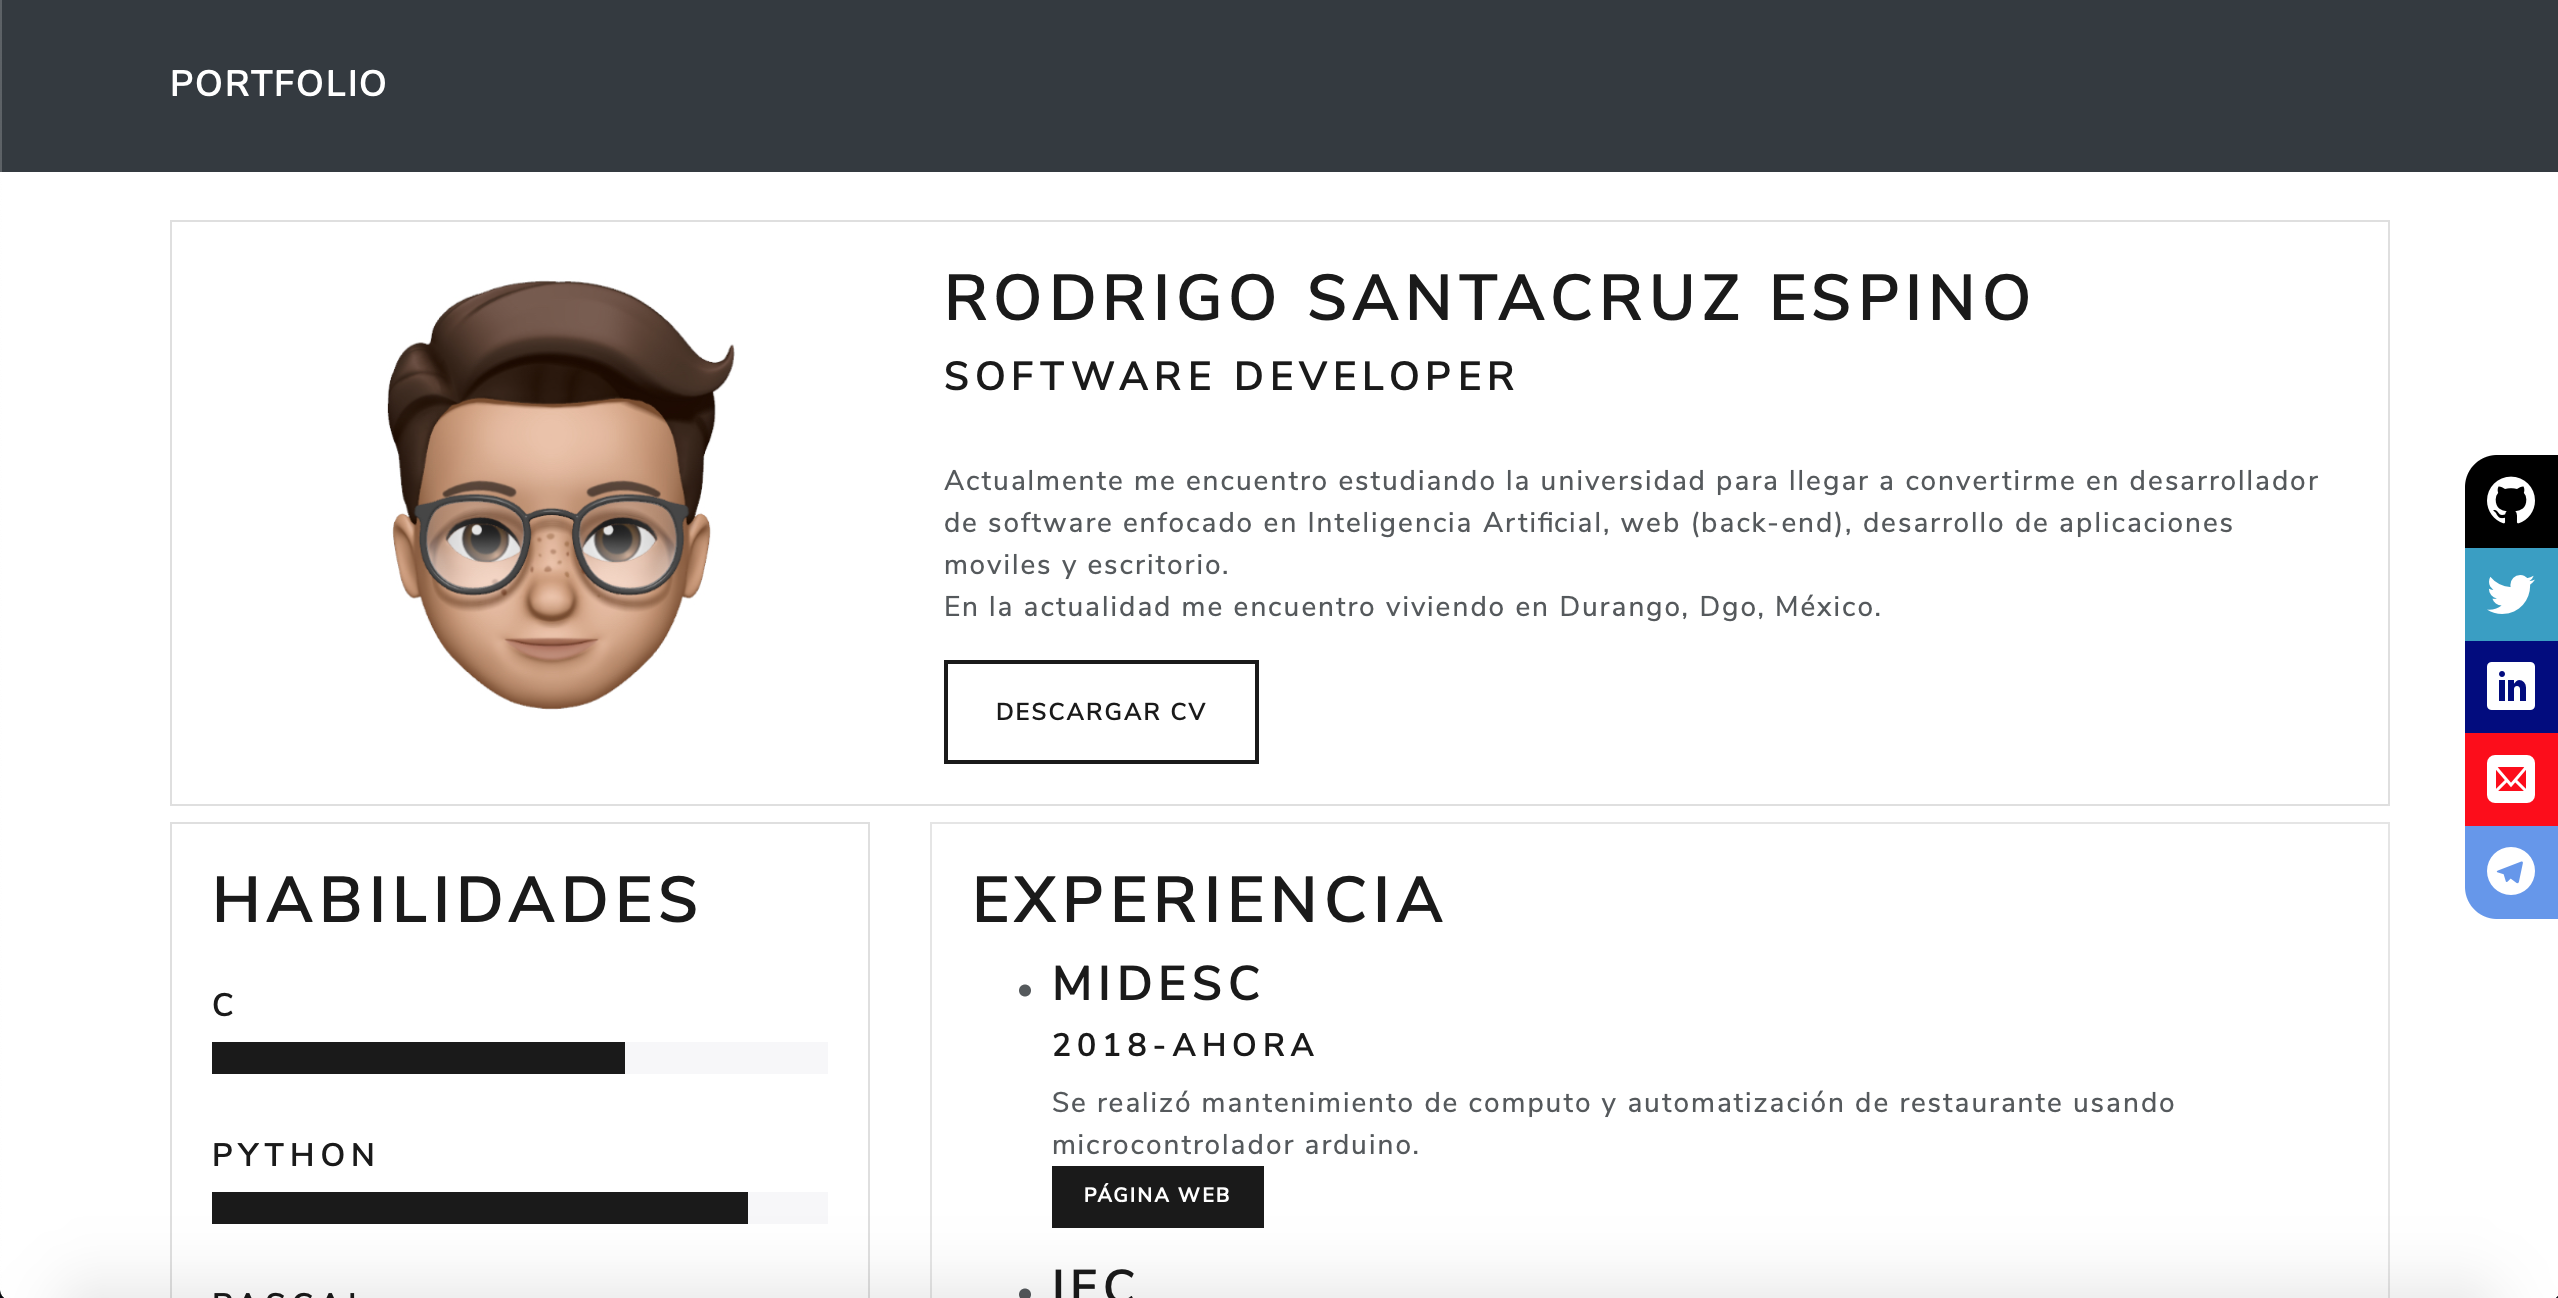 PORTFOLIO
RODRIGO SANTACRUZ ESPINO
SOFTWARE DEVELOPER
Actualmente me encuentro estudiando la universidad para llegar a convertirme en desarrollador
de software enfocado en Inteligencia Artificial, web (back-end), desarrollo de aplicaciones
moviles y escritorio.
En la actualidad me encuentro viviendo en Durango, Dgo, México.
DESCARGAR CV
in
HABILIDADES
C
PYTHON
PASCAL
EXPERIENCIA
MIDESC
2018-AHORA
Se realizó mantenimiento de computo y automatización de restaurante usando
microcontrolador arduino.
PÁGINA WEB